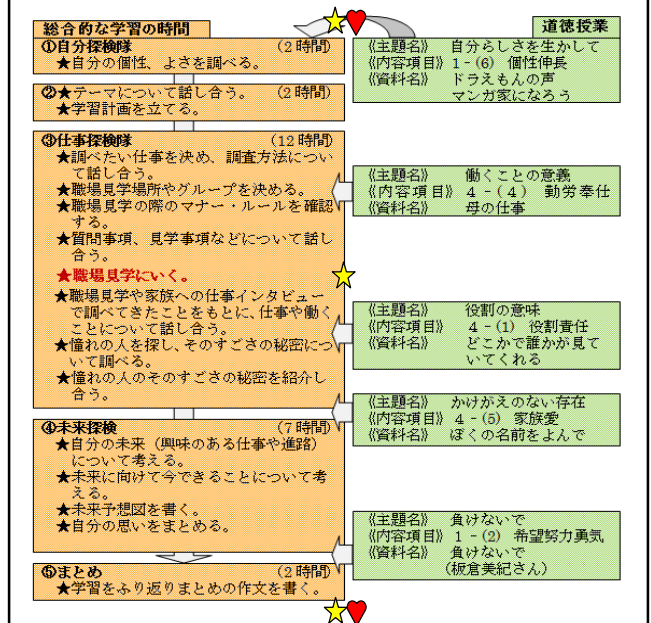 総合的な学習の時間
①自分探検隊 (2時間)
★自分の個性、よさを調べる。
②★テーマについて話し合う。 (2時間)
★学習計画を立てる。
③仕事探検隊 (12時間)
★調べたい仕事を決め、調査方法につい
て話し合う。
★職場見学場所やグループを決める。
★職場見学の際のマナー・ルールを確認
する。
★質問事項、見学事項などについて話し
合う。
★職場見学にいく。
★職場見学や家族への仕事インタビュー
で調べてきたことをもとに、仕事や働く
ことについて話し合う。
★憧れの人を探し、そのすごさの秘密につ
いて調べる。
★憧れの人のそのすごさの秘密を紹介し
合う。
④未来探検 (7時間)
★自分の未来（興味のある仕事や進路）
について考える。
★未来に向けて今できることについて考
える。
★未来予想図を書く。
★自分の思いをまとめる。
⑤まとめ (2時間)
★学習をふり返りまとめの作文を書く。
道徳授業
《主題名》 自分らしさを生かして
《内容項目》 1-(6) 個性伸長
《資料名》 ドラえもんの声
マンガ家になろう
《主題名》 働くことの意義
《内容項目》 4-(4) 勤労奉仕
《資料名》 母の仕事
《主題名》 役割の意味
《内容項目》 4-(1) 役割責任
《資料名》 どこかで誰かが見て
いてくれる
《主題名》 かけがえのない存在
《内容項目》 4-(5) 家族愛
《資料名》 ぼくの名前をよんで
《主題名》 負けないで
《内容項目》 1-(2) 希望努力勇気
《資料名》 負けないで
(板倉美紀さん)